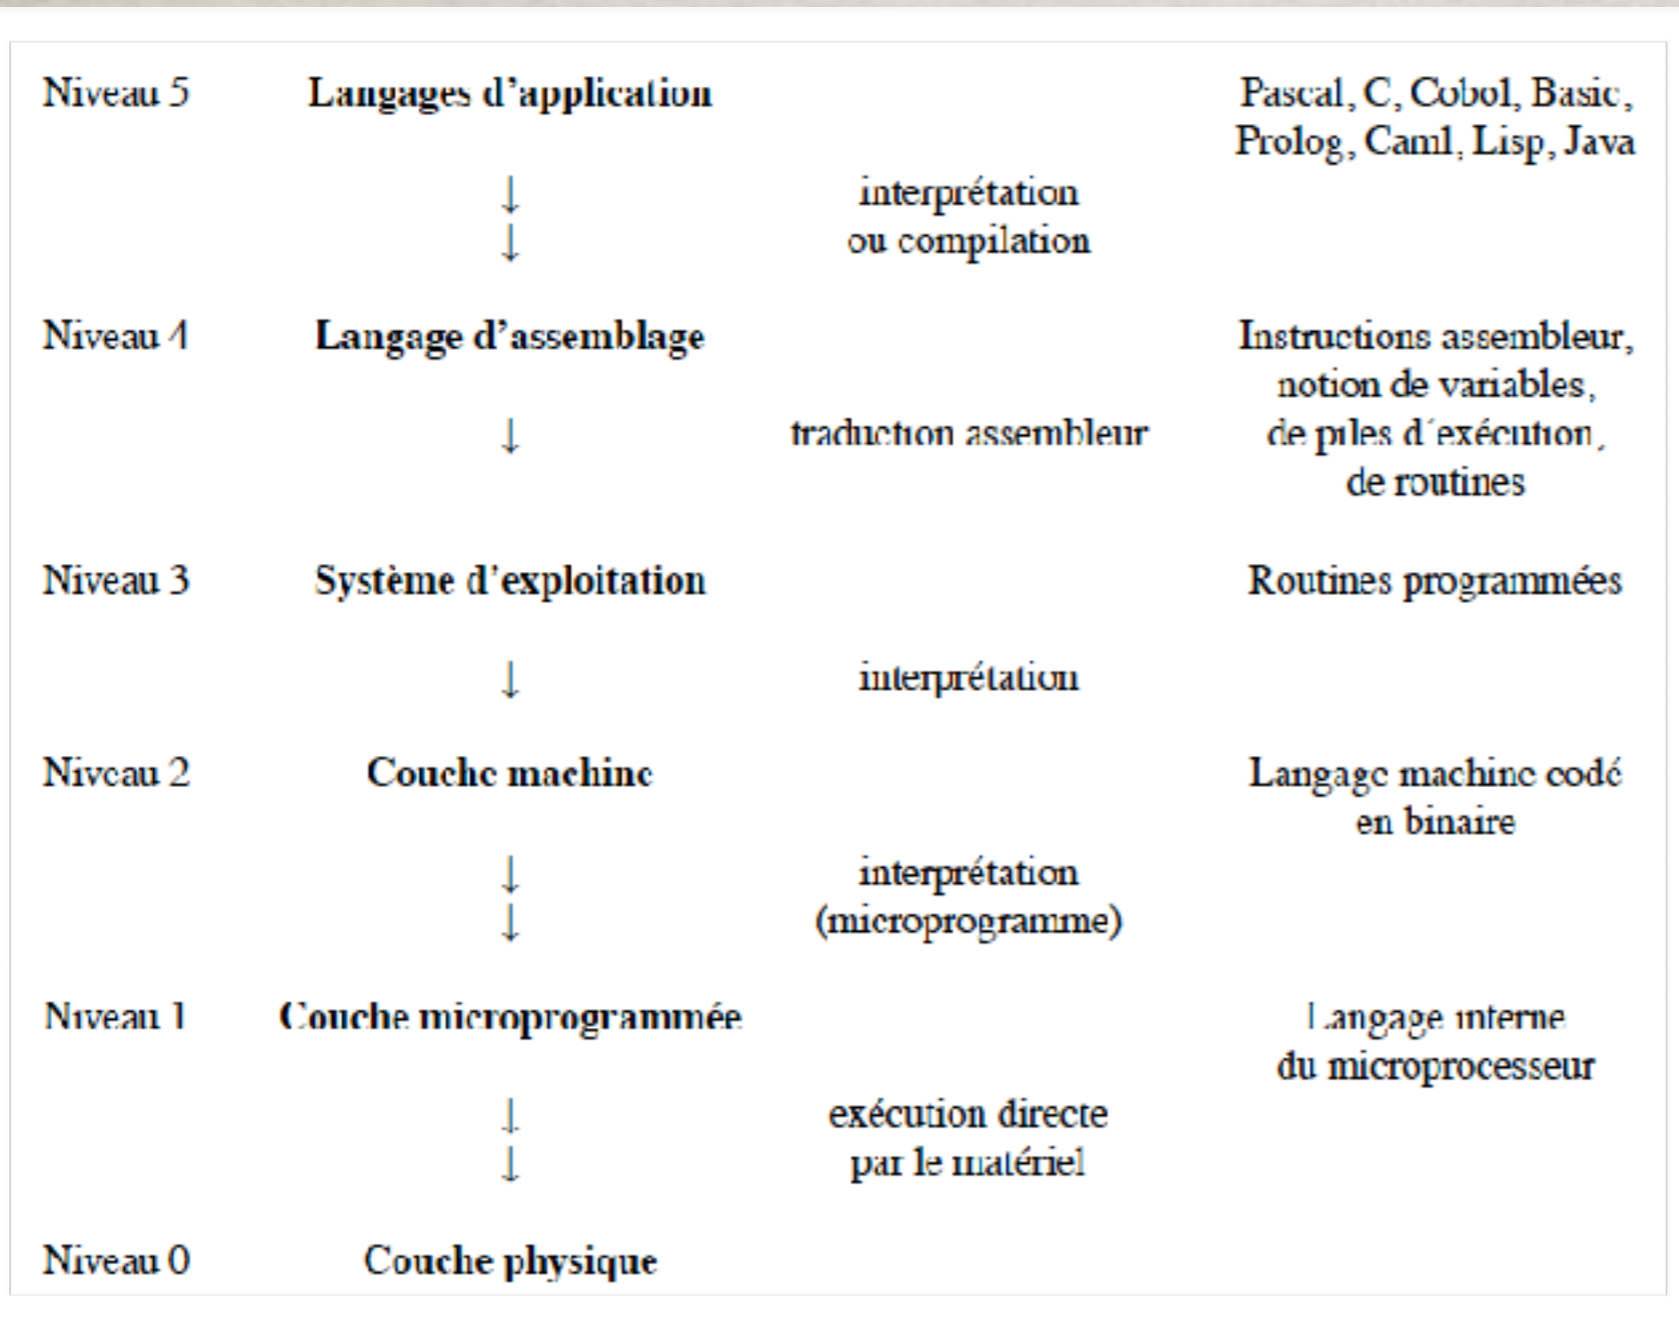 Niveau 5 Langages d'application Pascal, C, Cobol, Basic,
Prolog, Caml, Lisp, Java
↓ interprétation
↓ ou compilation
Niveau 4 Langage d'assemblage Instructions assembleur,
notion de variables,
↓ traduction assembleur de piles d'exécution,
de routines
Niveau 3 Système d'exploitation Routines programmées
↓ interprétation
Niveau 2 Couche machine Langage machine codé
en binaire
↓ interprétation
↓ (microprogramme)
Niveau 1 Couche microprogrammée Langage interne
du microprocesseur
↓ exécution directe
↓ par le matériel
Niveau 0 Couche physique